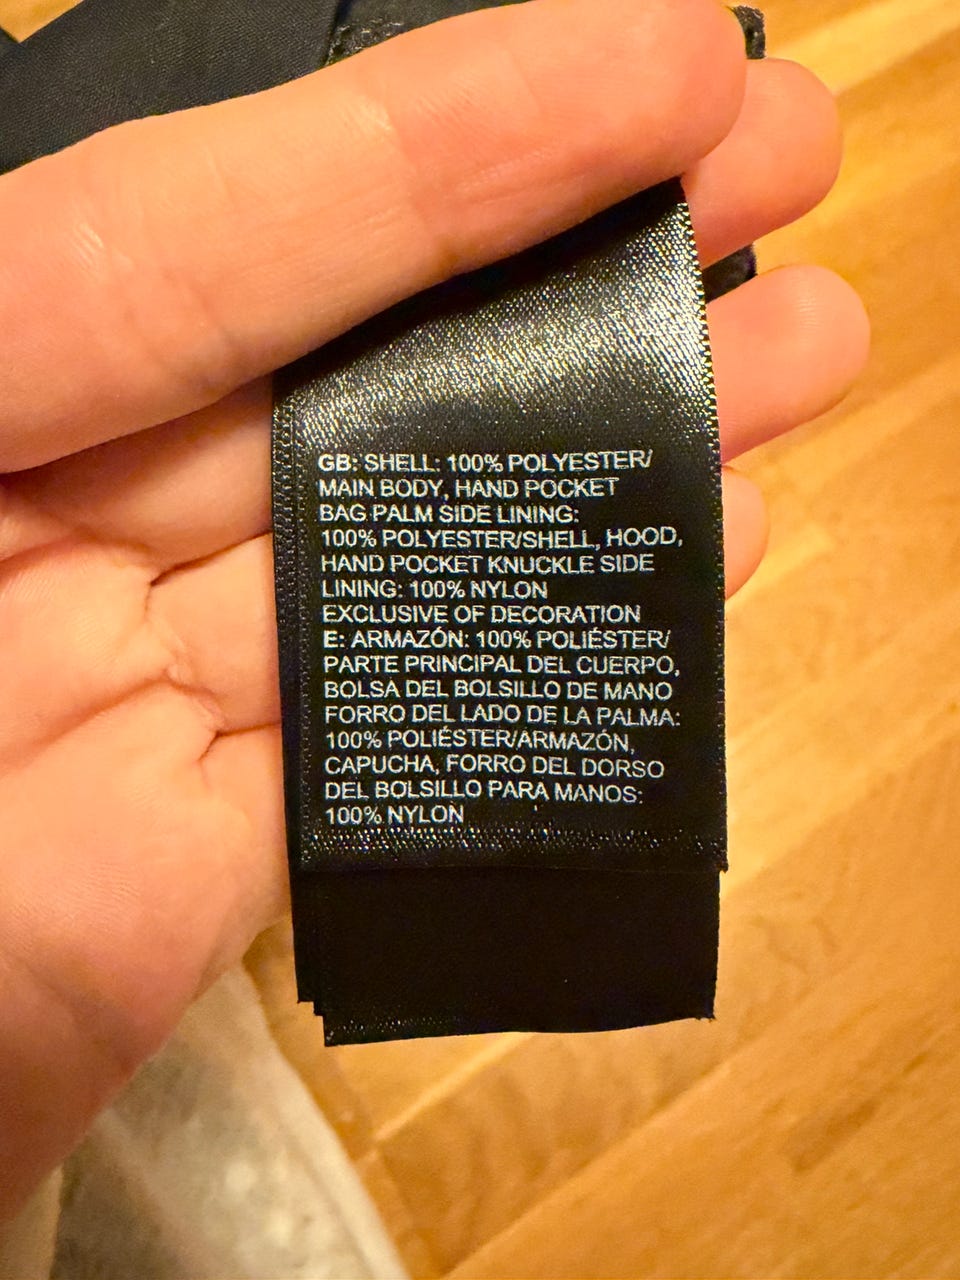 GB: SHELL: 100% POLYESTER/
MAIN BODY, HAND POCKET
BAG PALM SIDE LINING:
100% POLYESTER/SHELL, HOOD,
HAND POCKET KNUCKLE SIDE
LINING: 100% NYLON
EXCLUSIVE OF DECORATION
E: ARMAZÓN: 100% POLIÉSTER/
PARTE PRINCIPAL DEL CUERPO,
BOLSA DEL BOLSILLO DE MANO
FORRO DEL LADO DE LA PALMA:
100% POLIÉSTER/ARMAZÓN,
CAPUCHA, FORRO DEL DORSO
DEL BOLSILLO PARA MANOS:
100% NYLON